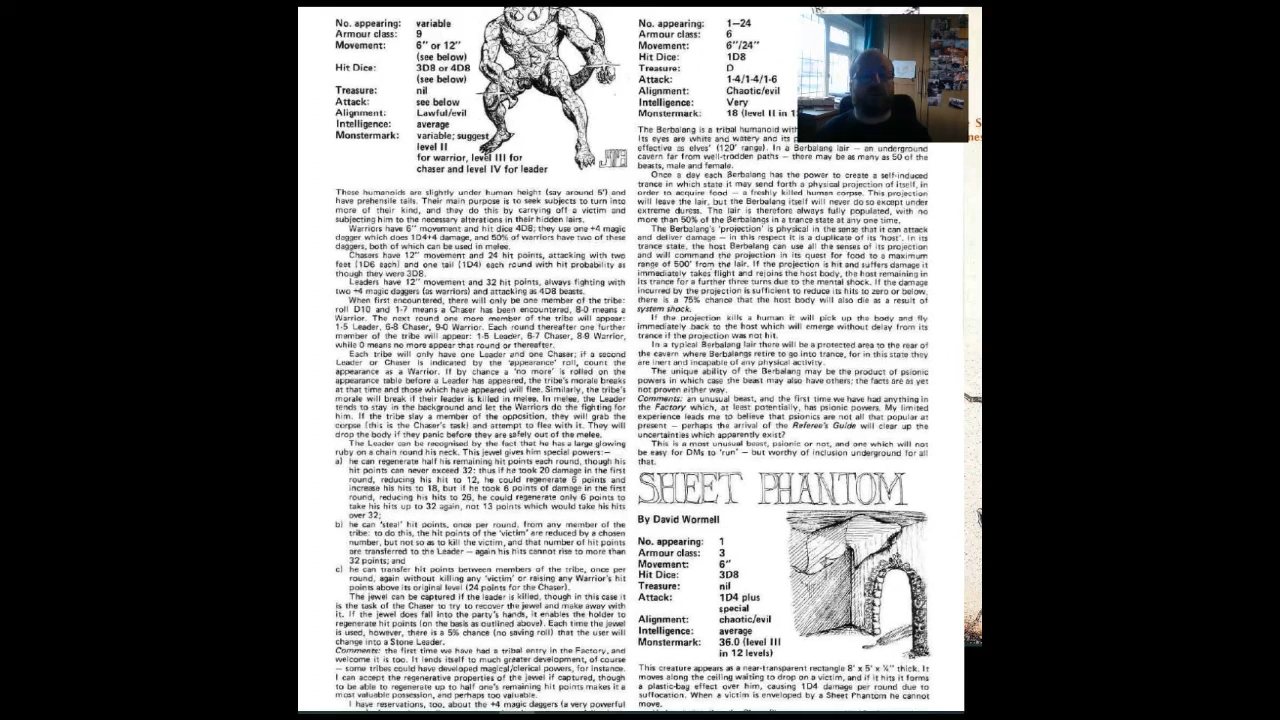 No. appearing: variable
Armour class: 9
Movement: 6" or 12"
(see below)
Hit Dice: 3D8 or 4D8
(see below)
Treasure: nil
Attack: see below
Alignment: Lawful/evil
Intelligence: average
Monstermark: variable; suggest
level II
for warrior, level III for
chaser and level IV for leader
These humanoids are slightly under human height (say around 5') and
have prehensile tails. Their main purpose is to seek subjects to turn into
more of their kind, and they do this by carrying off a victim and
subjecting him to the necessary alterations in their hidden lairs.
Warriors have 6" movement and hit dice 4D8; they use one +4 magic
dagger which does 1D4+4 damage, and 50% of warriors have two of these
daggers, both of which can be used in melee.
Chasers have 12" movement and 24 hit points, attacking with two
feet (1D6 each) and one tail (1D4) each round with hit probability as
though they were 3D8.
Leaders have 12" movement and 32 hit points, always fighting with
two +4 magic daggers (as warriors) and attacking as 4D8 beasts.
When first encountered, there will only be one member of the tribe:
roll D10 and 1-7 means a Chaser has been encountered, 8-0 means a
Warrior. The next round one more member of the tribe will appear:
1-5 Leader, 6-8 Chaser, 9-0 Warrior. Each round thereafter one further
member of the tribe will appear: 1-5 Leader, 6-7 Chaser, 8-9 Warrior,
while 0 means no more appear that round or thereafter.
Each tribe will only have one Leader and one Chaser; if a second
Leader or Chaser is indicated by the 'appearance' roll, count the
appearance as a Warrior. If by chance a 'no more' is rolled on the
appearance table before a Leader has appeared, the tribe's morale breaks
at that time and those which have appeared will flee. Similarly, the tribe's
morale will break if their leader is killed in melee. In melee, the Leader
tends to stay in the background and let the Warriors do the fighting for
him. If the tribe slay a member of the opposition, they will grab the
corpse (this is the Chaser's task) and attempt to flee with it. They will
drop the body if they panic before they are safely out of the melee.
The Leader can be recognised by the fact that he has a large glowing
ruby on a chain round his neck. This jewel gives him special powers:—
a) he can regenerate half his remaining hit points each round, though his
hit points can never exceed 32: thus if he took 20 damage in the first
round, reducing his hit to 12, he could regenerate 6 points and
increase his hits to 18, but if he took 6 points of damage in the first
round, reducing his hits to 26, he could regenerate only 6 points to
take his hits up to 32 again, not 13 points which would take his hits
over 32;
b) he can 'steal' hit points, once per round, from any member of the
tribe: to do this, the hit points of the 'victim' are reduced by a chosen
number, but not so as to kill the victim, and that number of hit points
are transferred to the Leader — again his hits cannot rise to more than
32 points; and
c) he can transfer hit points between members of the tribe, once per
round, again without killing any 'victim' or raising any Warrior's hit
points above its original level (24 points for the Chaser).
The jewel can be captured if the leader is killed, though in this case it
is the task of the Chaser to try to recover the jewel and make away with
it. If the jewel does fall into the party's hands, it enables the holder to
regenerate hit points (on the basis as outlined above). Each time the jewel
is used, however, there is a 5% chance (no saving roll) that the user will
change into a Stone Leader.
Comments: the first time we have had a tribal entry in the Factory, and
welcome it is too. It lends itself to much greater development, of course
— some tribes could have developed magical/clerical powers, for instance.
I can accept the regenerative properties of the jewel if captured, though
to be able to regenerate up to half one's remaining hit points makes it a
most valuable possession, and perhaps too valuable.
I have reservations, too, about the +4 magic daggers (a very powerful
JTA
No. appearing: 1—24
Armour class: 6
Movement: 6"/24"
Hit Dice: 1D8
Treasure: D
Attack: 1-4/1-4/1-6
Alignment: Chaotic/evil
Intelligence: Very
Monstermark: 18 (level II in
The Berbalang is a tribal humanoid with
Its eyes are white and watery and its
effective as elves' (120' range). In a Berbalang lair — an underground
cavern far from well-trodden paths — there may be as many as 50 of the
beasts, male and female.
Once a day each Berbalang has the power to create a self-induced
trance in which state it may send forth a physical projection of itself, in
order to acquire food — a freshly killed human corpse. This projection
will leave the lair, but the Berbalang itself will never do so except under
extreme duress. The lair is therefore always fully populated, with no
more than 50% of the Berbalang in a trance state at any one time.
The Berbalang's 'projection' is physical in the sense that it can attack
and deliver damage — in this respect it is a duplicate of its 'host'. In its
trance state, the host Berbalang can use all the senses of its projection
and will command the projection in its quest for food to a maximum
range of 500' from the lair. If the projection is hit and suffers damage it
immediately takes flight and rejoins the host body, the host remaining in
its trance for a further three turns due to the mental shock. If the damage
incurred by the projection is sufficient to reduce its hits to zero or below,
there is a 75% chance that the host body will also die as a result of
system shock.
If the projection kills a human it will pick up the body and fly
immediately back to the host which will emerge without delay from its
trance if the projection was not hit.
In a typical Berbalang lair there will be a protected area to the rear of
the cavern where Berbalangs retire to go into trance, for in this state they
are inert and incapable of any physical activity.
The unique ability of the Berbalang may be the product of psionic
powers in which case the beast may also have others; the facts are as yet
not proven either way.
Comments: an unusual beast, and the first time we have had anything in
the Factory which, at least potentially, has psionic powers. My limited
experience leads me to believe that psionics are not all that popular at
present — perhaps the arrival of the Referee's Guide will clear up the
uncertainties which apparently exist?
This is a most unusual beast, psionic or not, and one which will not
be easy for DMs to 'run' — but worthy of inclusion underground for all
that.
SHEET PHANTOM
By David Wormell
No. appearing: 1
Armour class: 3
Movement: 6"
Hit Dice: 3D8
Treasure: nil
Attack: 1D4 plus
special
Alignment: chaotic/evil
Intelligence: average
Monstermark: 36.0 (level III
in 12 levels)
This creature appears as a near-transparent rectangle 8' x 5' x ¼" thick. It
moves along the ceiling waiting to drop on a victim, and if it hits it forms
a plastic-bag effect over him, causing 1D4 damage per round due to
suffocation. When a victim is enveloped by a Sheet Phantom he cannot
move.